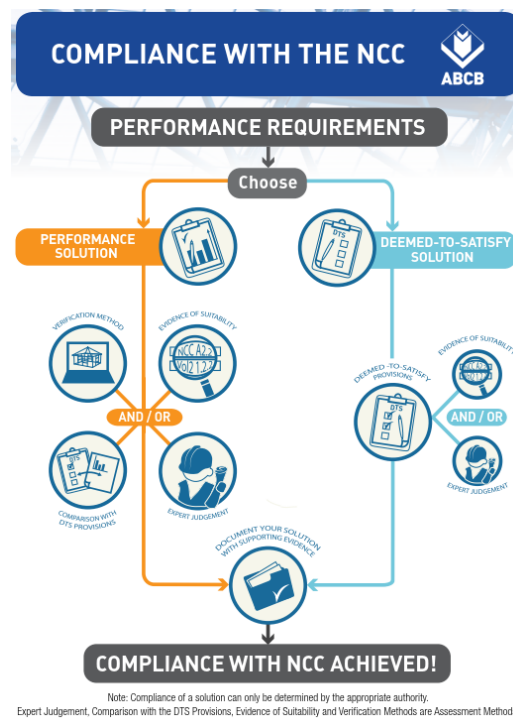 COMPLIANCE WITH THE NCC
ABCB
PERFORMANCE REQUIREMENTS
Choose
PERFORMANCE
SOLUTION
DTS
DEEMED-TO-SATISFY
SOLUTION
VERIFICATION METHOD
EVIDENCE OF SUITABILITY
NCC A2.2
Vol2 1.2.2
AND / OR
DTS
COMPARISON WITH
DTS PROVISIONS
EXPERT JUDGEMENT
DEEMED -TO-SATISFY
PROVISIONS
DTS
EVIDENCE OF SUITABILITY
AND / OR
EXPERT JUDGEMENT
DOCUMENT YOUR SOLUTION
WITH SUPPORTING EVIDENCE
COMPLIANCE WITH NCC ACHIEVED!
Note: Compliance of a solution can only be determined by the appropriate authority.
Expert Judgement, Comparison with the DTS Provisions, Evidence of Suitability and Verification Methods are Assessment Method